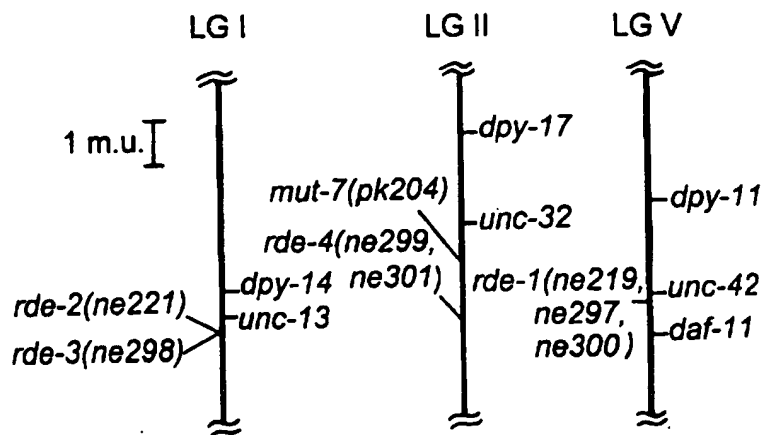 LG I
LG II
LG V
1 m.u.
dpy-17
mut-7(pk204)
unc-32
dpy-11
rde-4(ne299,
ne301)
dpy-14
unc-13
rde-2(ne221)
rde-3(ne298)
rde-1(ne219,
ne297,
ne300)
unc-42
daf-11